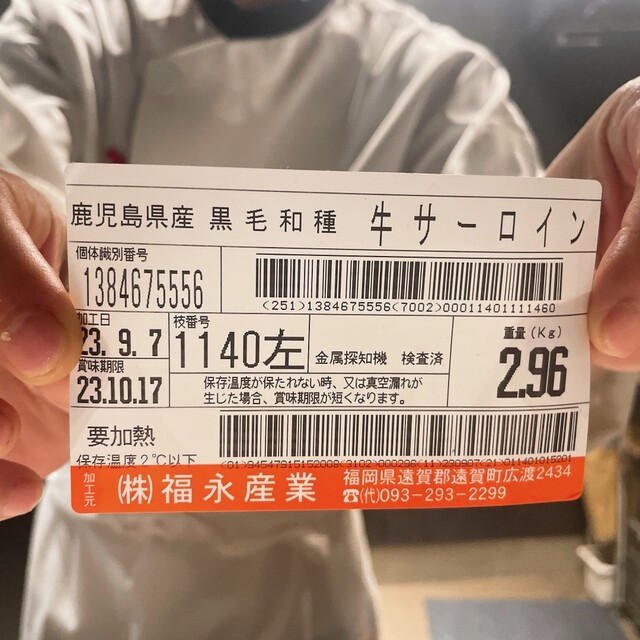 鹿児島県産 黒毛和種 牛サーロイン
個体識別番号
1384675556
<251>1384675556<7002>00011401111460
加工日
23. 9. 7
枝番号
1140左
金属探知機 検査済
重量(Kg)
2.96
賞味期限
23.10.17
保存温度が保たれない時、又は真空漏れが
生じた場合、賞味期限が短くなります。
要加熱
保存温度2℃以下
加工元
(株)福永産業
福岡県遠賀郡遠賀町広渡2434
☎(代)093-293-2299